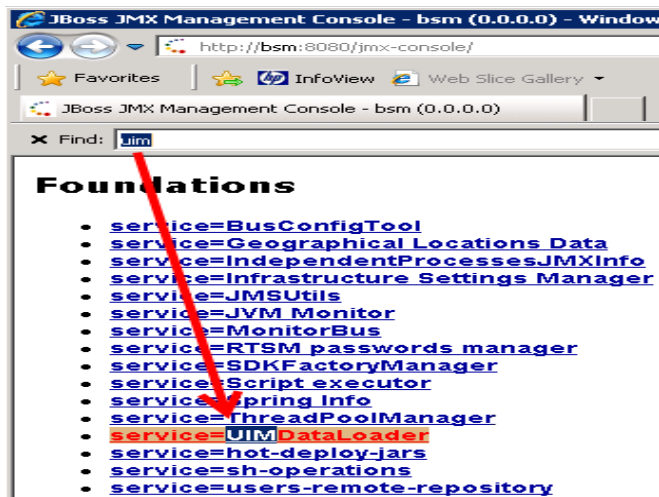 JBoss JMX Management Console - bsm (0.0.0.0) - Window
http://bsm:8080/jmx-console/
Favorites InfoView Web Slice Gallery
JBoss JMX Management Console - bsm (0.0.0.0)
Find: uim
Foundations
service=BusConfigTool
service=Geographical Locations Data
service=IndependentProcessesJMXInfo
service=Infrastructure Settings Manager
service=JMSUtils
service=JVM Monitor
service=MonitorBus
service=RTSM passwords manager
service=SDKFactoryManager
service=Script executor
service=Spring Info
service=ThreadPoolManager
service=UIMDataLoader
service=hot-deploy-jars
service=sh-operations
service=users-remote-repository